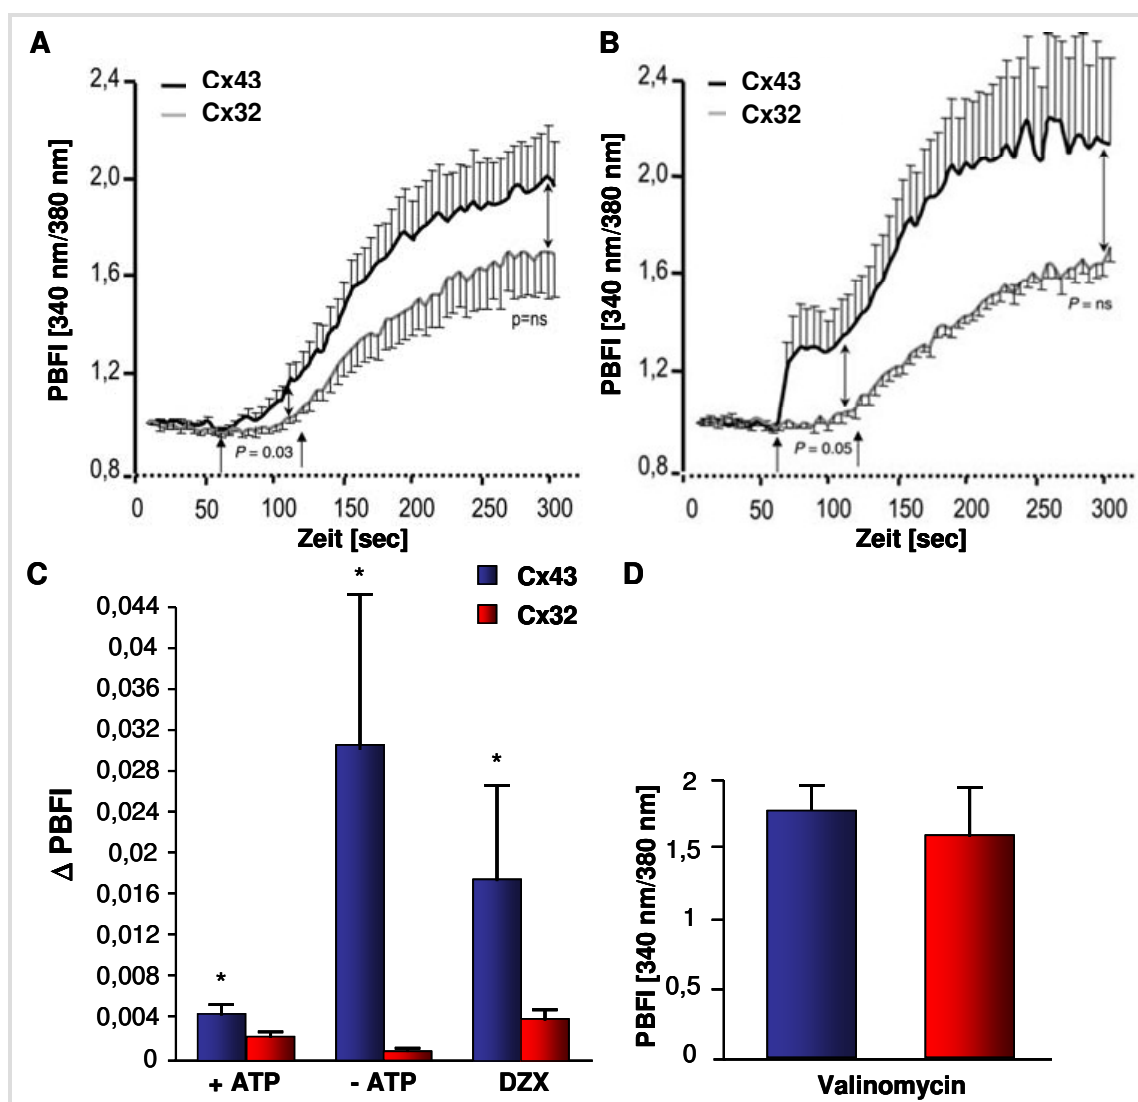 A
2,4
2,0
1,6
1,2
0,8
PBFI [340 nm/380 nm]
Cx43
Cx32
p=ns
P = 0.03
0 50 100 150 200 250 300
Zeit [sec]
B
2,4
2,0
1,6
1,2
0,8
PBFI [340 nm/380 nm]
Cx43
Cx32
P = ns
P = 0.05
0 50 100 150 200 250 300
Zeit [sec]
C
Cx43
Cx32
0,044
0,04
0,036
0,032
0,028
0,024
0,02
0,016
0,012
0,008
0,004
0
Δ PBFI
*
*
*
+ ATP - ATP DZX
D
2
1,5
1
0,5
0
PBFI [340 nm/380 nm]
Valinomycin